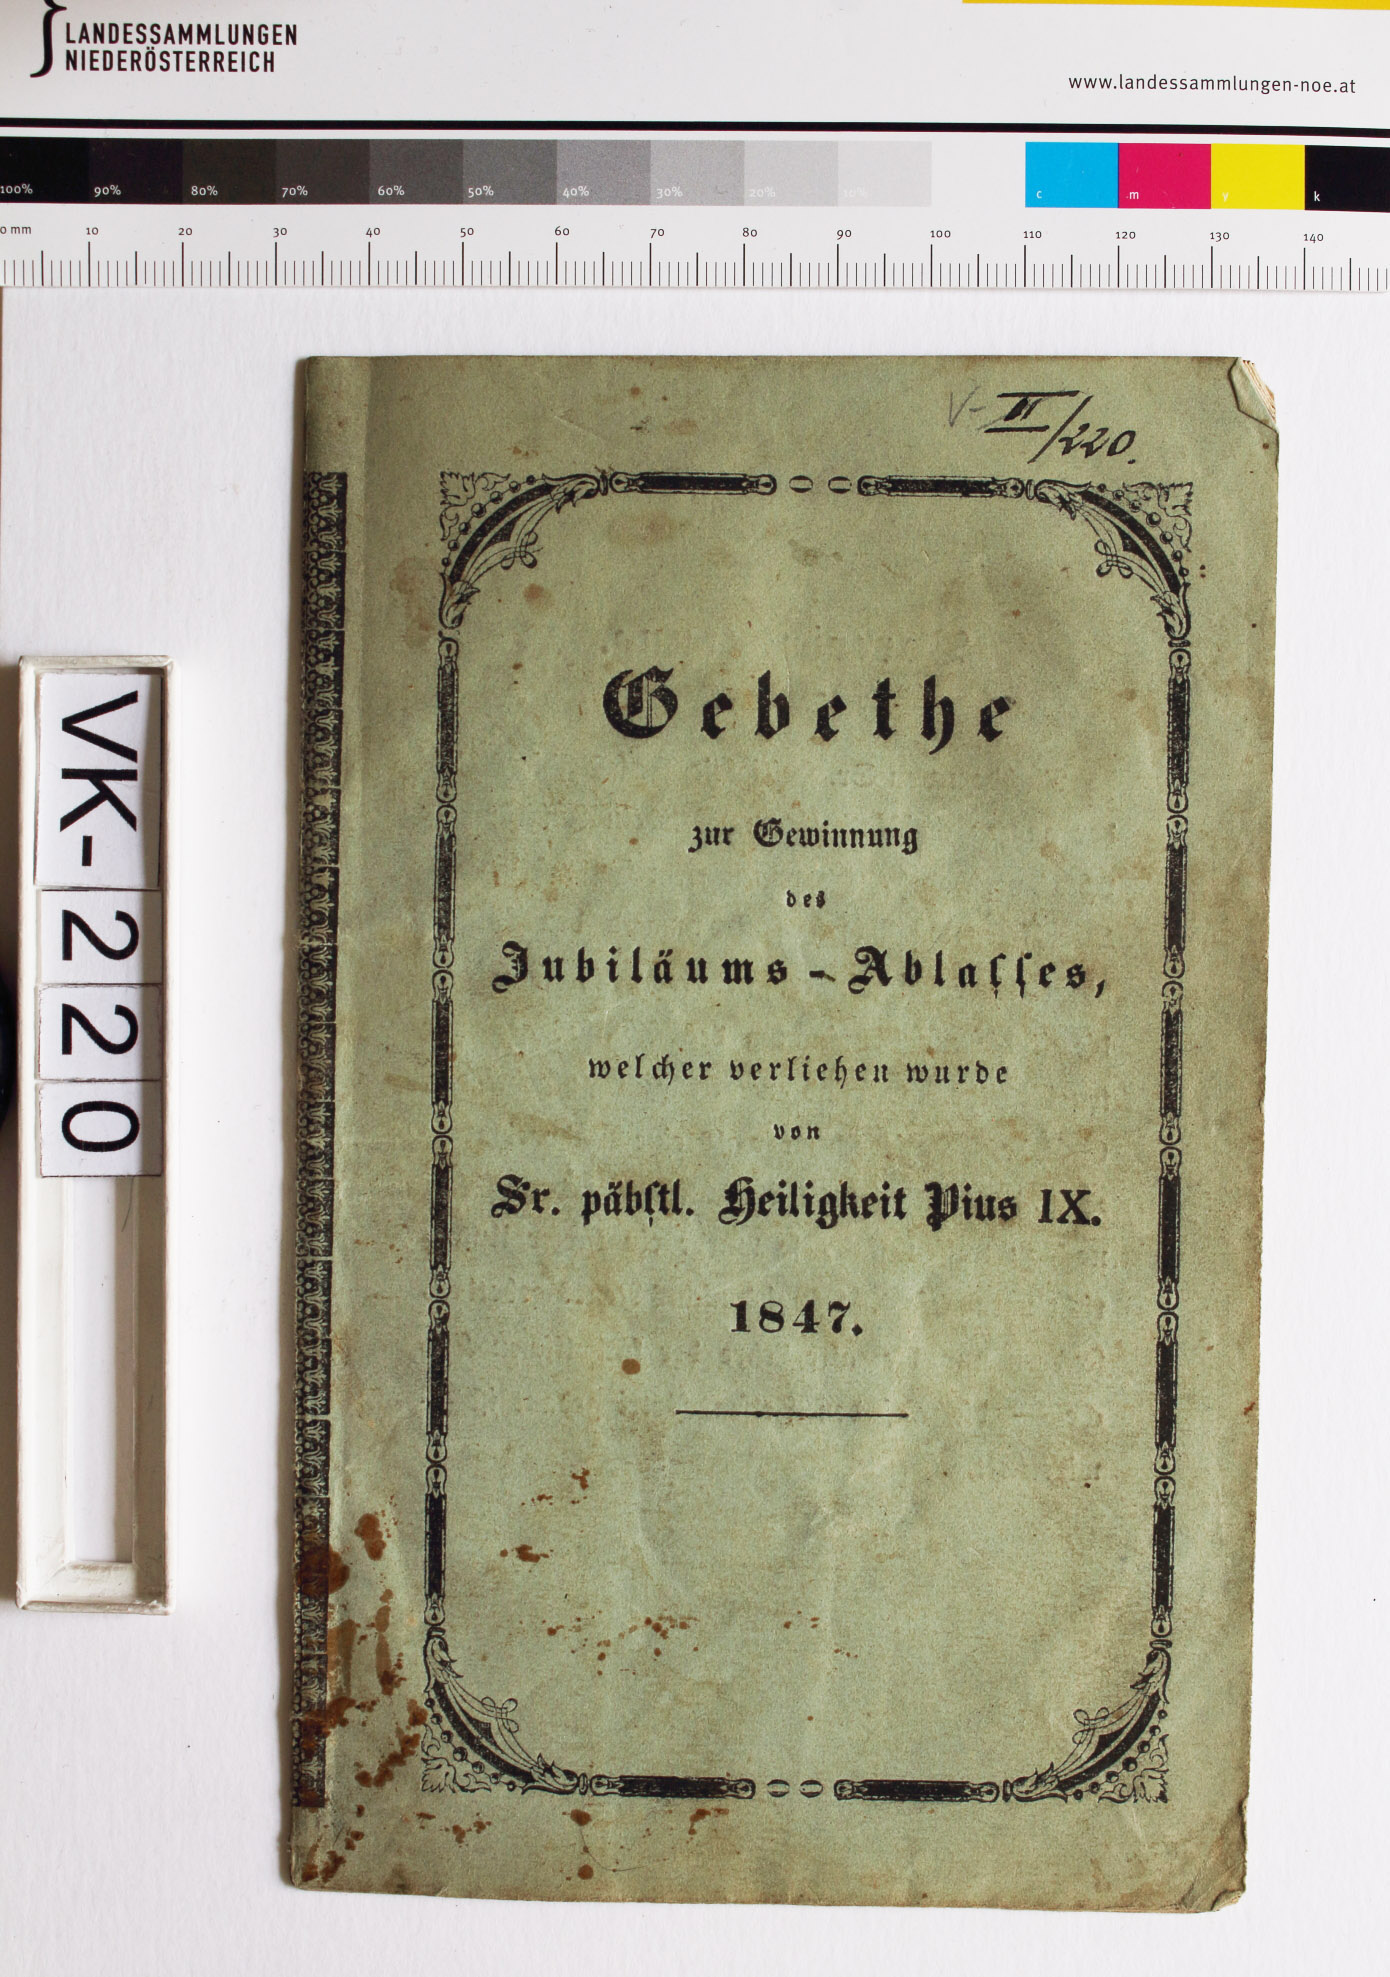 LANDESSAMMLUNGEN
NIEDERÖSTERREICH
www.landessammlungen-noe.at
100% 90% 80% 70% 60% 50% 40% 30% 20% 10% c m y k
0 mm 10 20 30 40 50 60 70 80 90 100 110 120 130 140
V-II/220.
Gebethe
zur Gewinnung
des
Jubiläums-Ablaſſes,
welcher verliehen wurde
von
Sr. päbſtl. Heiligkeit Pius IX.
1847.
VK-220